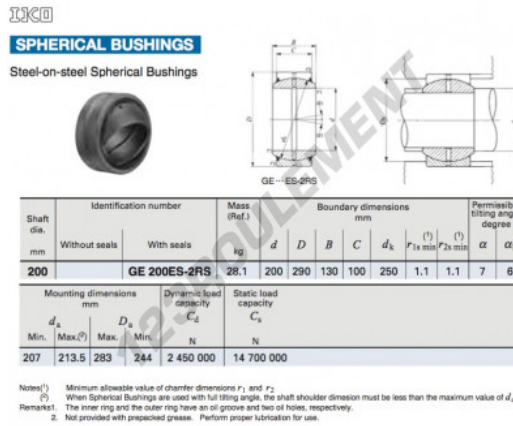 IKO
SPHERICAL BUSHINGS
Steel-on-steel Spherical Bushings
GE…ES-2RS
123ROULEMENT
Shaft dia. mm
Identification number
Without seals With seals
Mass (Ref.) kg
Boundary dimensions mm
d D B C dk r1s min(1) r2s min(1)
Permissib tilting ang degree
α α
200 GE 200ES-2RS 28.1 200 290 130 100 250 1.1 1.1 7 6
Mounting dimensions mm
da Da
Min. Max.(2) Max. Min.
Dynamic load capacity Cd N
Static load capacity Cs N
207 213.5 283 244 2 450 000 14 700 000
Notes(1) Minimum allowable value of chamfer dimensions r1 and r2
(2) When Spherical Bushings are used with full tilting angle, the shaft shoulder dimesion must be less than the maximum value of d
Remarks1. The inner ring and the outer ring have an oil groove and two oil holes, respectively.
2. Not provided with prepacked grease. Perform proper lubrication for use.